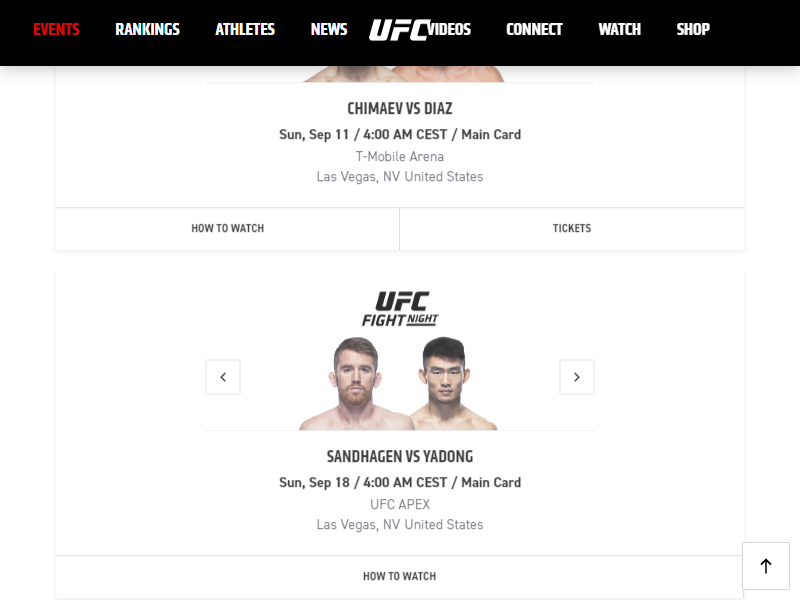 EVENTS RANKINGS ATHLETES NEWS UFC VIDEOS CONNECT WATCH SHOP
CHIMAEV VS DIAZ
Sun, Sep 11 / 4:00 AM CEST / Main Card
T-Mobile Arena
Las Vegas, NV United States
HOW TO WATCH TICKETS
UFC
FIGHT NIGHT
SANDHAGEN VS YADONG
Sun, Sep 18 / 4:00 AM CEST / Main Card
UFC APEX
Las Vegas, NV United States
HOW TO WATCH